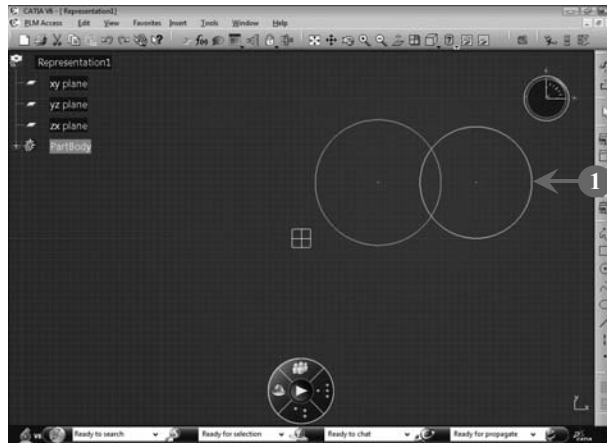 CATIA V6 - [Representation1]
PLM Access Edit View Favorites Insert Tools Window Help
Representation1
xy plane
yz plane
zx plane
PartBody
1
Ready to search
Ready for selection
Ready to chat
Ready for propagate